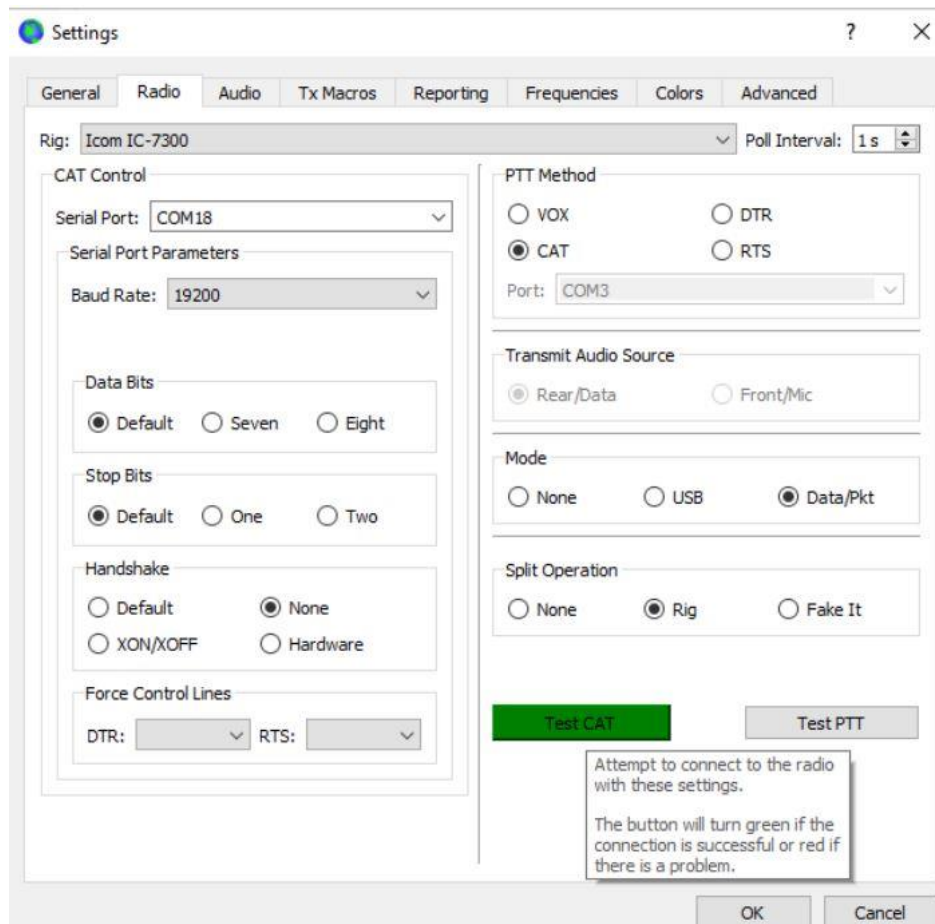 Settings
?
General Radio Audio Tx Macros Reporting Frequencies Colors Advanced
Rig: Icom IC-7300 Poll Interval: 1 s
CAT Control
Serial Port: COM18
Serial Port Parameters
Baud Rate: 19200
Data Bits
Default Seven Eight
Stop Bits
Default One Two
Handshake
Default None
XON/XOFF Hardware
Force Control Lines
DTR: RTS:
PTT Method
VOX DTR
CAT RTS
Port: COM3
Transmit Audio Source
Rear/Data Front/Mic
Mode
None USB Data/Pkt
Split Operation
None Rig Fake It
Test CAT Test PTT
Attempt to connect to the radio
with these settings.
The button will turn green if the
connection is successful or red if
there is a problem.
OK Cancel